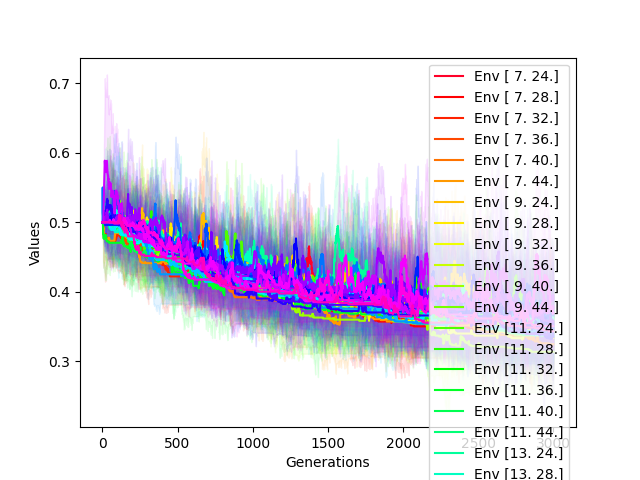 0.7
0.6
0.5
0.4
0.3
Values
0
500
1000
1500
2000
2500
3000
Generations
Env [ 7. 24.]
Env [ 7. 28.]
Env [ 7. 32.]
Env [ 7. 36.]
Env [ 7. 40.]
Env [ 7. 44.]
Env [ 9. 24.]
Env [ 9. 28.]
Env [ 9. 32.]
Env [ 9. 36.]
Env [ 9. 40.]
Env [ 9. 44.]
Env [11. 24.]
Env [11. 28.]
Env [11. 32.]
Env [11. 36.]
Env [11. 40.]
Env [11. 44.]
Env [13. 24.]
Env [13. 28.]